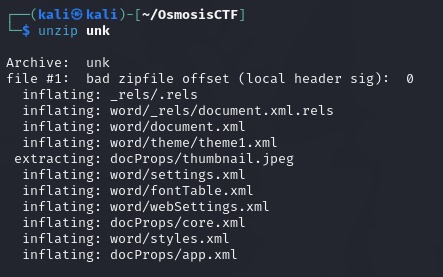 ┌──(kali㉿kali)-[~/OsmosisCTF]
└─$ unzip unk
Archive:  unk
file #1:  bad zipfile offset (local header sig):  0
  inflating: _rels/.rels
  inflating: word/_rels/document.xml.rels
  inflating: word/document.xml
  inflating: word/theme/theme1.xml
 extracting: docProps/thumbnail.jpeg
  inflating: word/settings.xml
  inflating: word/fontTable.xml
  inflating: word/webSettings.xml
  inflating: docProps/core.xml
  inflating: word/styles.xml
  inflating: docProps/app.xml